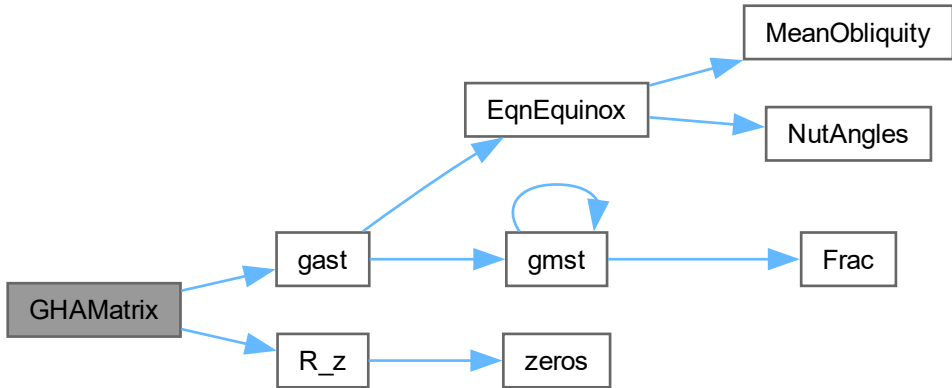 MeanObliquity
EqnEquinox
NutAngles
gast
gmst
Frac
GHAMatrix
R_z
zeros